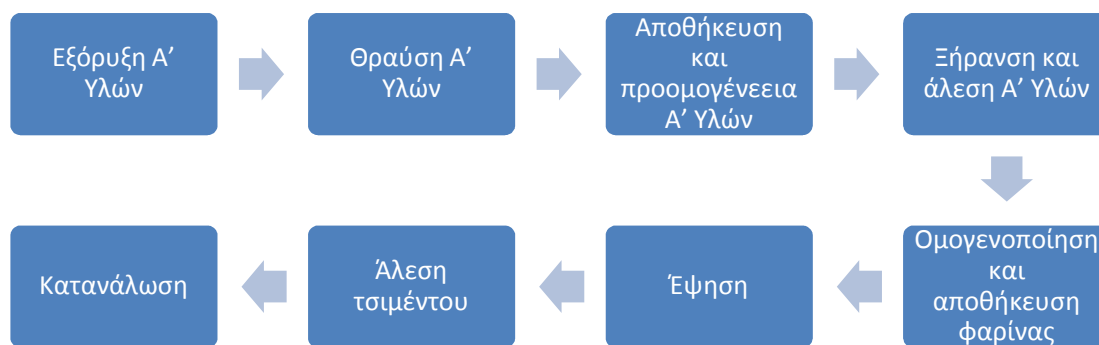 Εξόρυξη Α’
Υλών
Θραύση Α’
Υλών
Αποθήκευση
και
προομογένεεια
Α’ Υλών
Ξήρανση και
άλεση Α’ Υλών
Ομογενοποίηση
και
αποθήκευση
φαρίνας
Έψηση
Άλεση
τσιμέντου
Κατανάλωση